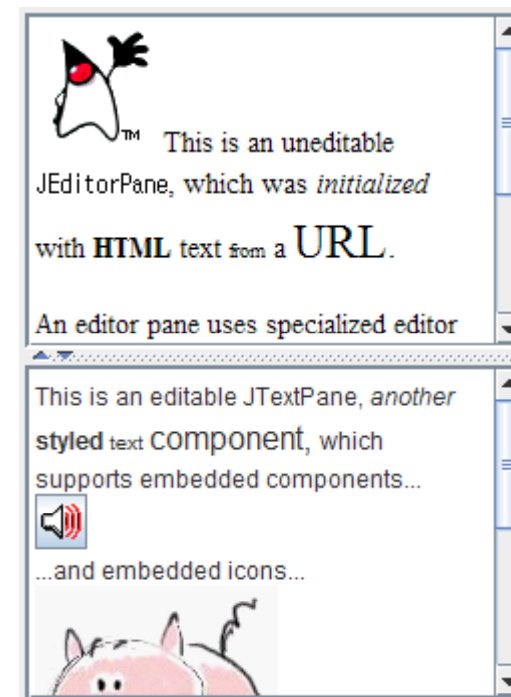 TM This is an uneditable
JEditorPane, which was initialized
with HTML text from a URL.
An editor pane uses specialized editor
This is an editable JTextPane, another
styled text component, which
supports embedded components...
...and embedded icons...